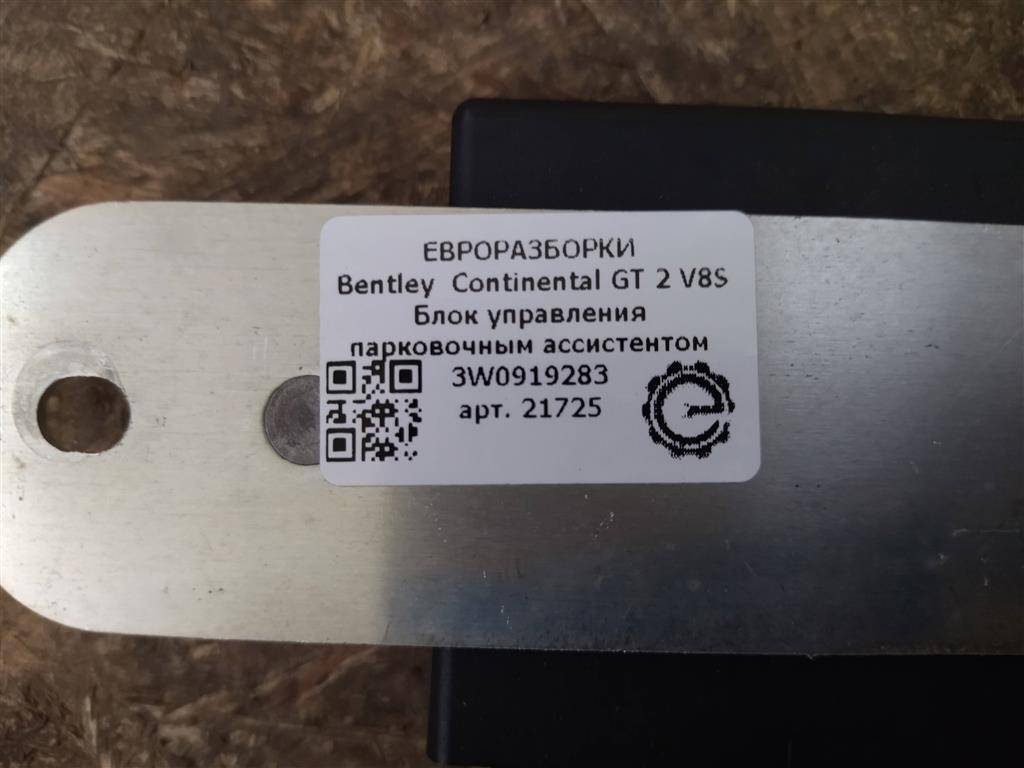 ЕВРОРАЗБОРКИ
Bentley Continental GT 2 V8S
Блок управления
парковочным ассистентом
3W0919283
арт. 21725